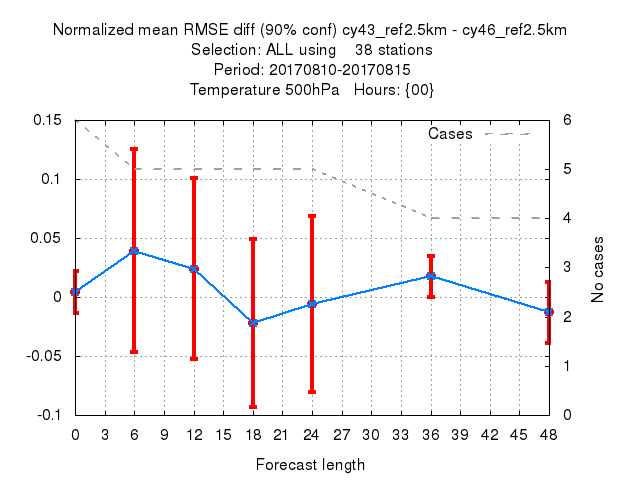 Normalized mean RMSE diff (90% conf) cy43_ref2.5km - cy46_ref2.5km
Selection: ALL using    38 stations
Period: 20170810-20170815
Temperature 500hPa   Hours: {00}
Cases
0.15
0.1
0.05
0
-0.05
-0.1
6
5
4
3
2
1
0
No cases
0 3 6 9 12 15 18 21 24 27 30 33 36 39 42 45 48
Forecast length